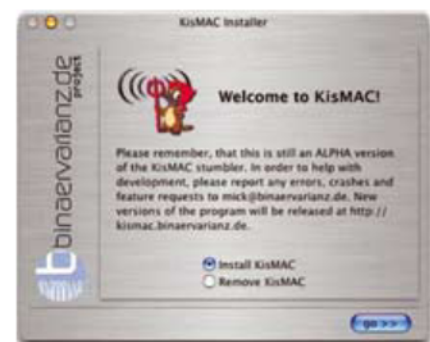 KisMAC Installer
binaervarianz.de
project
Welcome to KisMAC!
Please remember, that this is still an ALPHA version
of the KisMAC stumbler. In order to help with
development, please report any errors, crashes and
feature requests to mick@binaervarianz.de. New
versions of the program will be released at http://
kismac.binaervarianz.de.
Install KisMAC
Remove KisMAC
go >>